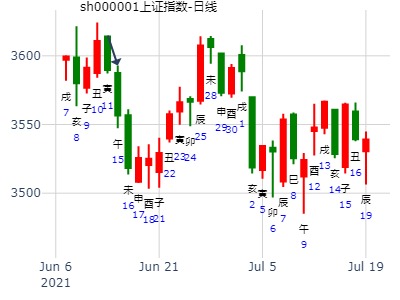 sh000001上证指数-日线
3600
3550
3500
戌
7
亥
8
子
9
丑
10
寅
11
午
15
未
16
申
17
酉
18
子
21
丑
22
寅
23
卯
24
辰
25
未
28
申
29
酉
30
戌
1
亥
2
寅
5
卯
6
辰
7
巳
8
午
9
酉
12
戌
13
亥
14
子
15
丑
16
辰
19
Jun 6
2021
Jun 21
Jul 5
Jul 19